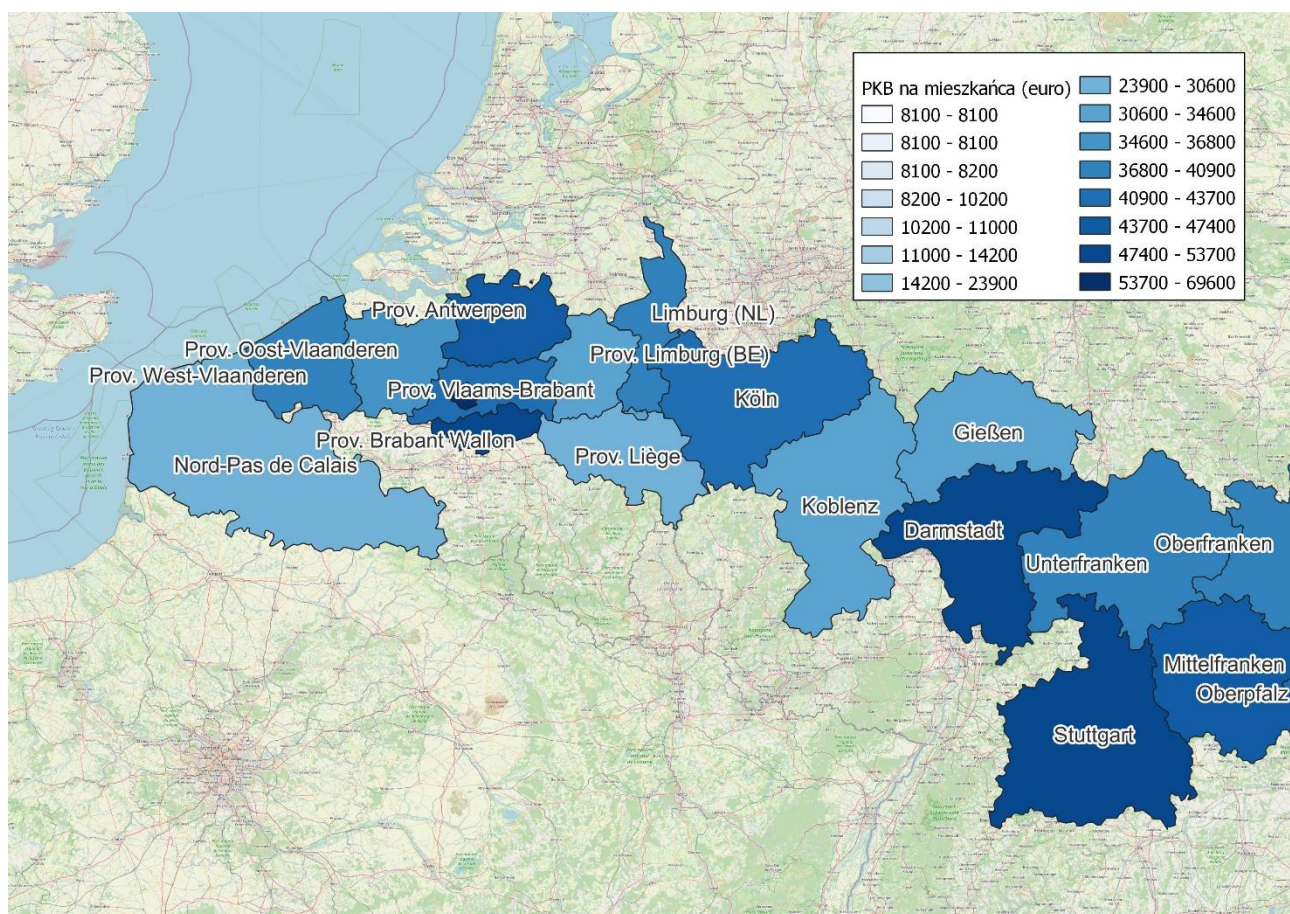 PKB na mieszkańca (euro)
8100 - 8100
8100 - 8100
8100 - 8200
8200 - 10200
10200 - 11000
11000 - 14200
14200 - 23900
23900 - 30600
30600 - 34600
34600 - 36800
36800 - 40900
40900 - 43700
43700 - 47400
47400 - 53700
53700 - 69600
Prov. Antwerpen
Limburg (NL)
Prov. Oost-Vlaanderen
Prov. Limburg (BE)
Prov. West-Vlaanderen
Prov. Vlaams-Brabant
Köln
Gießen
Prov. Brabant Wallon
Prov. Liège
Nord-Pas de Calais
Koblenz
Darmstadt
Oberfranken
Unterfranken
Mittelfranken
Oberpfalz
Stuttgart